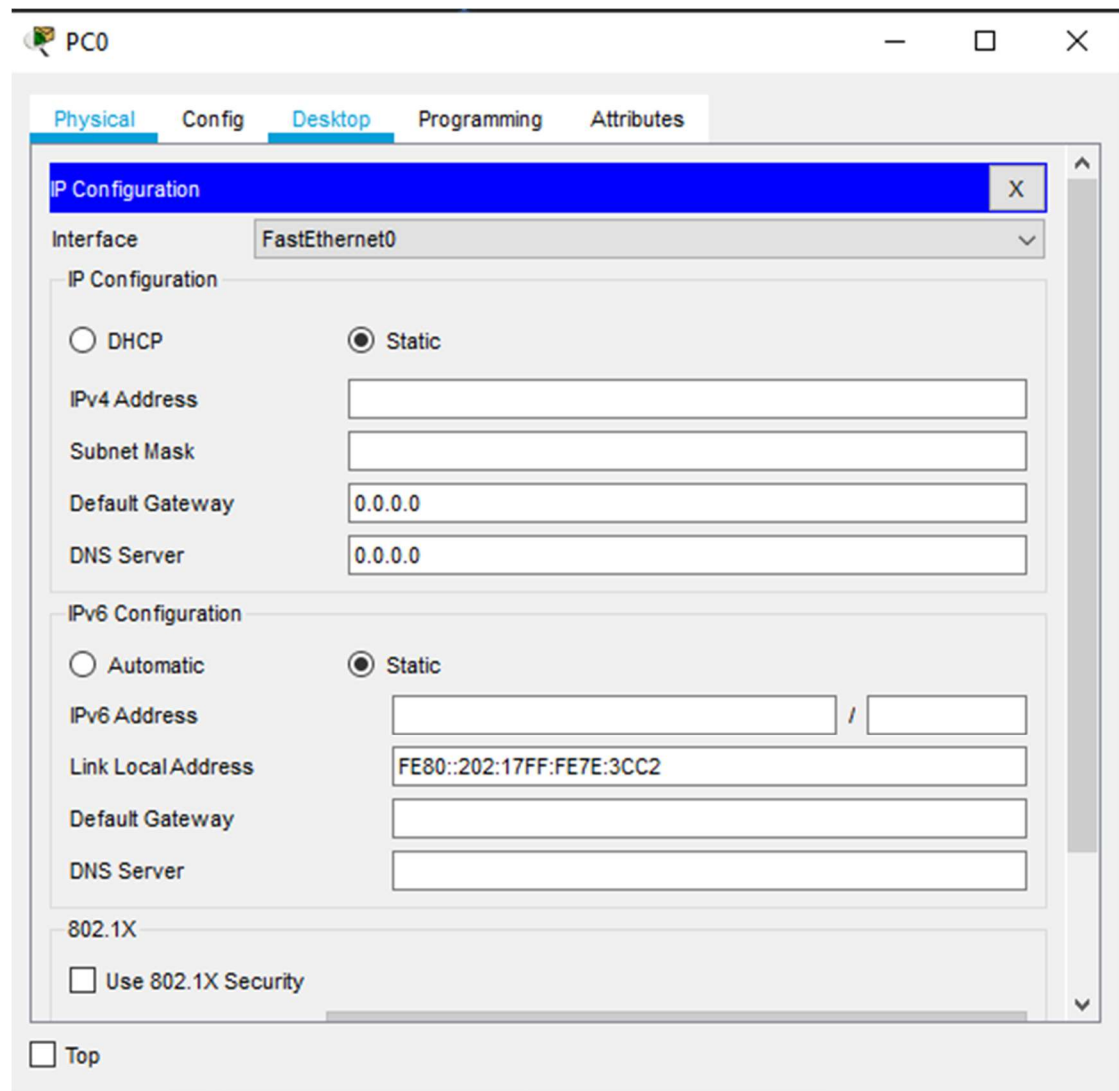 PC0
Physical Config Desktop Programming Attributes
IP Configuration X
Interface FastEthernet0
IP Configuration
DHCP Static
IPv4 Address
Subnet Mask
Default Gateway 0.0.0.0
DNS Server 0.0.0.0
IPv6 Configuration
Automatic Static
IPv6 Address /
Link Local Address FE80::202:17FF:FE7E:3CC2
Default Gateway
DNS Server
802.1X
Use 802.1X Security
Top